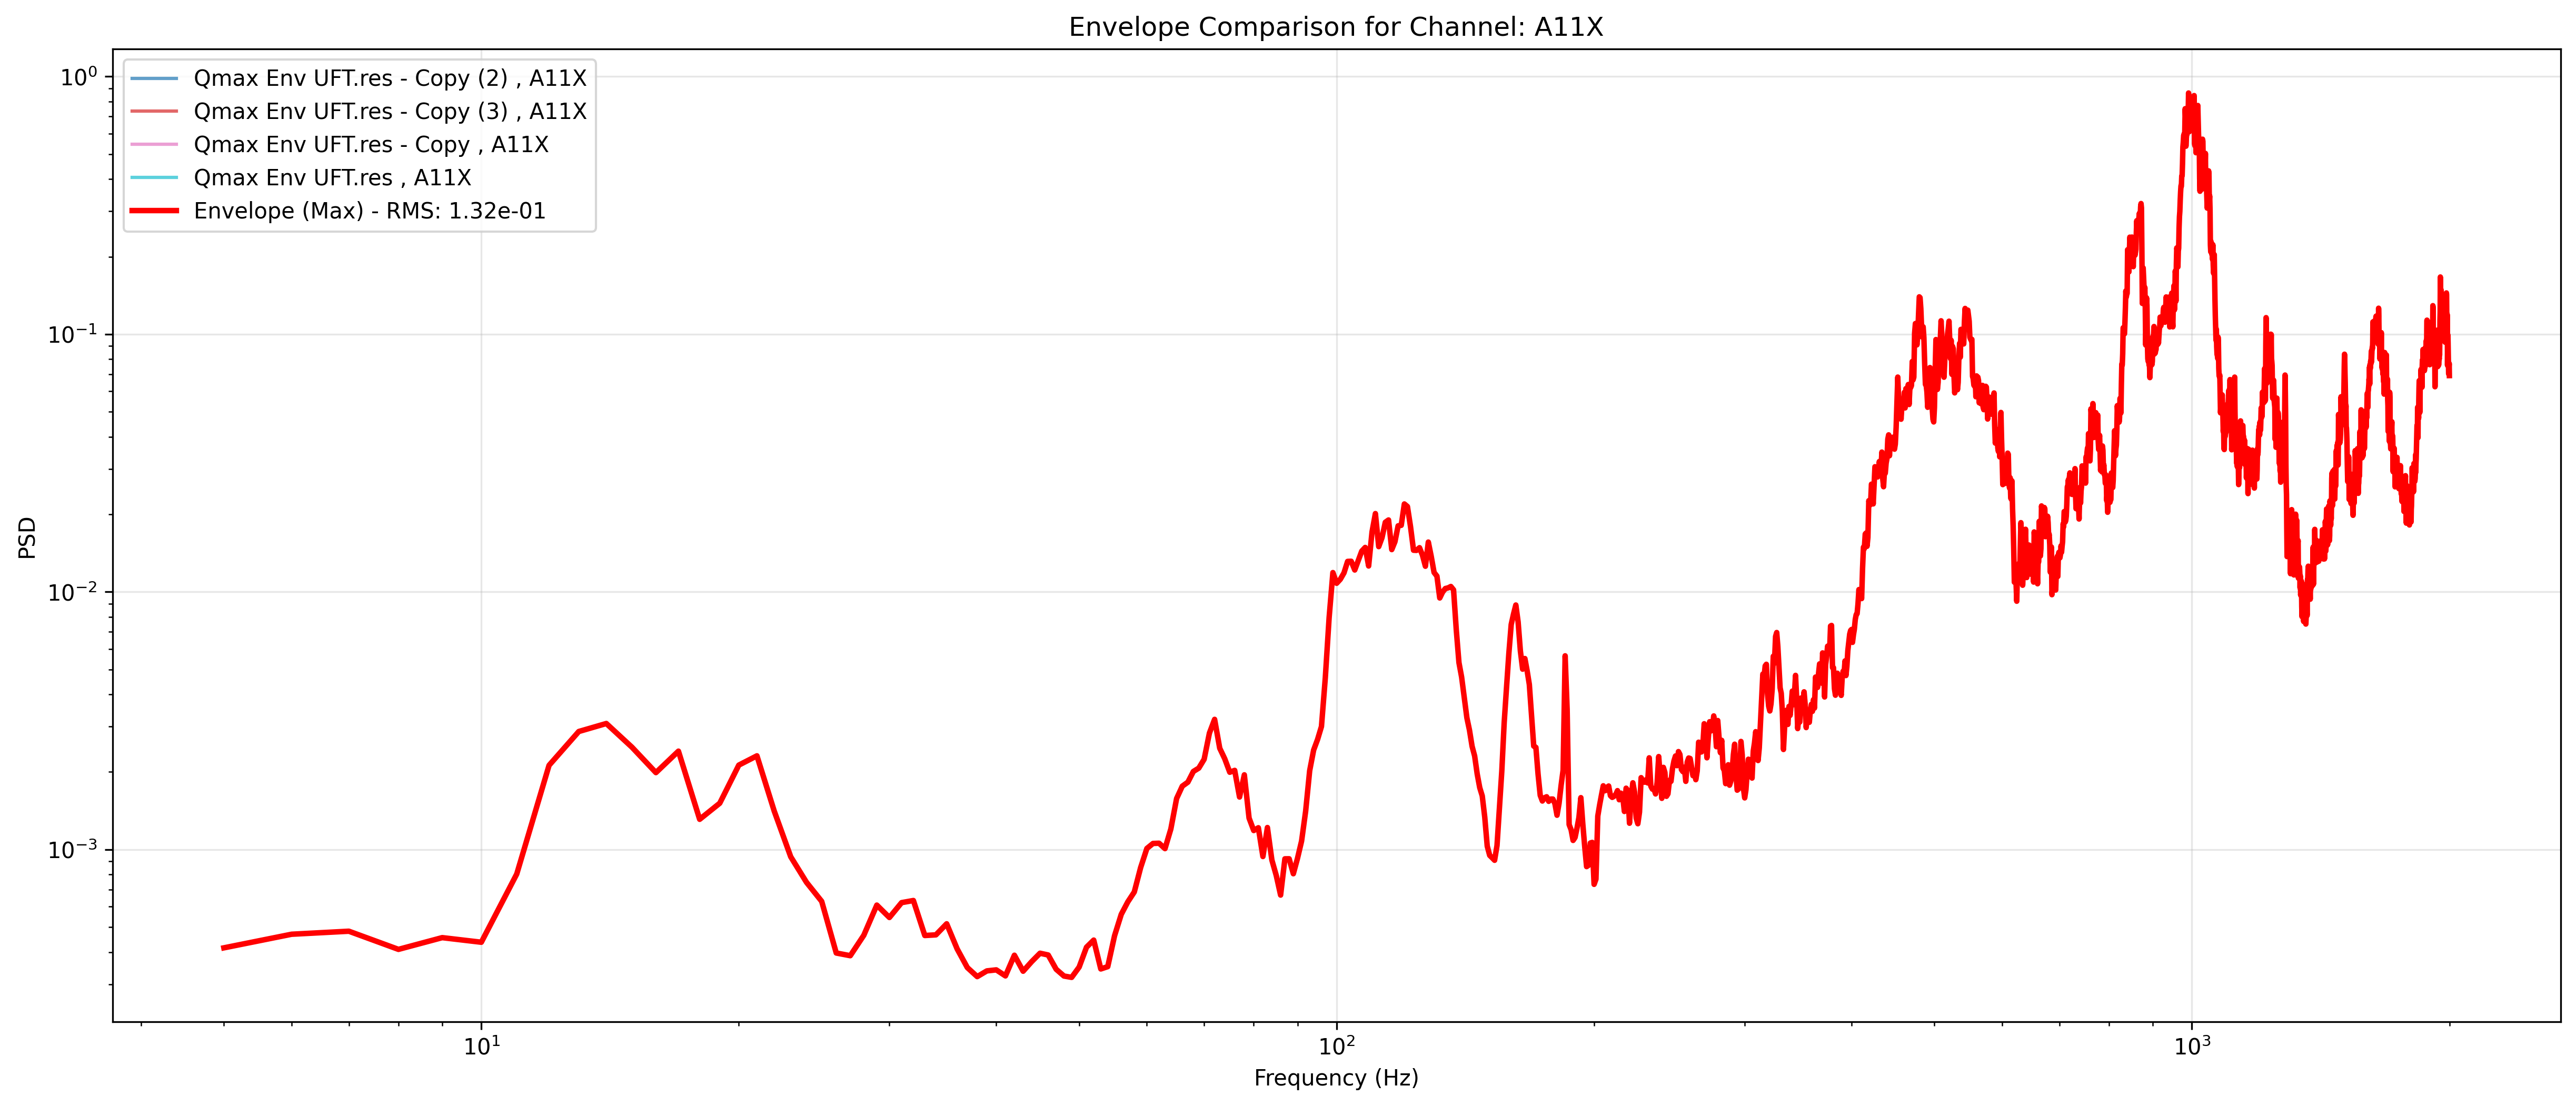 Envelope Comparison for Channel: A11X
Qmax Env UFT.res - Copy (2) , A11X
Qmax Env UFT.res - Copy (3) , A11X
Qmax Env UFT.res - Copy , A11X
Qmax Env UFT.res , A11X
Envelope (Max) - RMS: 1.32e-01
PSD
10⁰
10⁻¹
10⁻²
10⁻³
10¹ 10² 10³
Frequency (Hz)